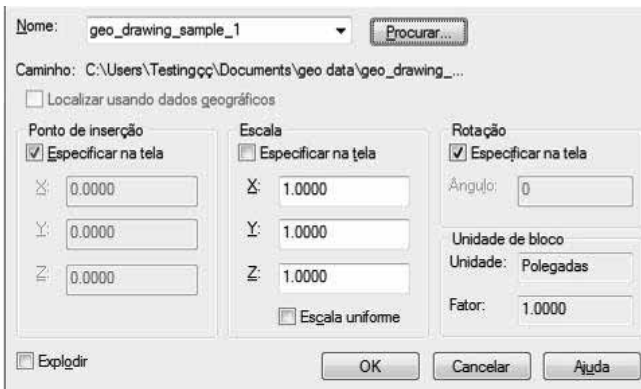 Nome: geo_drawing_sample_1 Procurar...
Caminho: C:\Users\Testingçç\Documents\geo data\geo_drawing_...
Localizar usando dados geográficos
Ponto de inserção
Especificar na tela
X: 0.0000
Y: 0.0000
Z: 0.0000
Escala
Especificar na tela
X: 1.0000
Y: 1.0000
Z: 1.0000
Escala uniforme
Rotação
Especificar na tela
Ângulo: 0
Unidade de bloco
Unidade: Polegadas
Fator: 1.0000
Explodir
OK Cancelar Ajuda